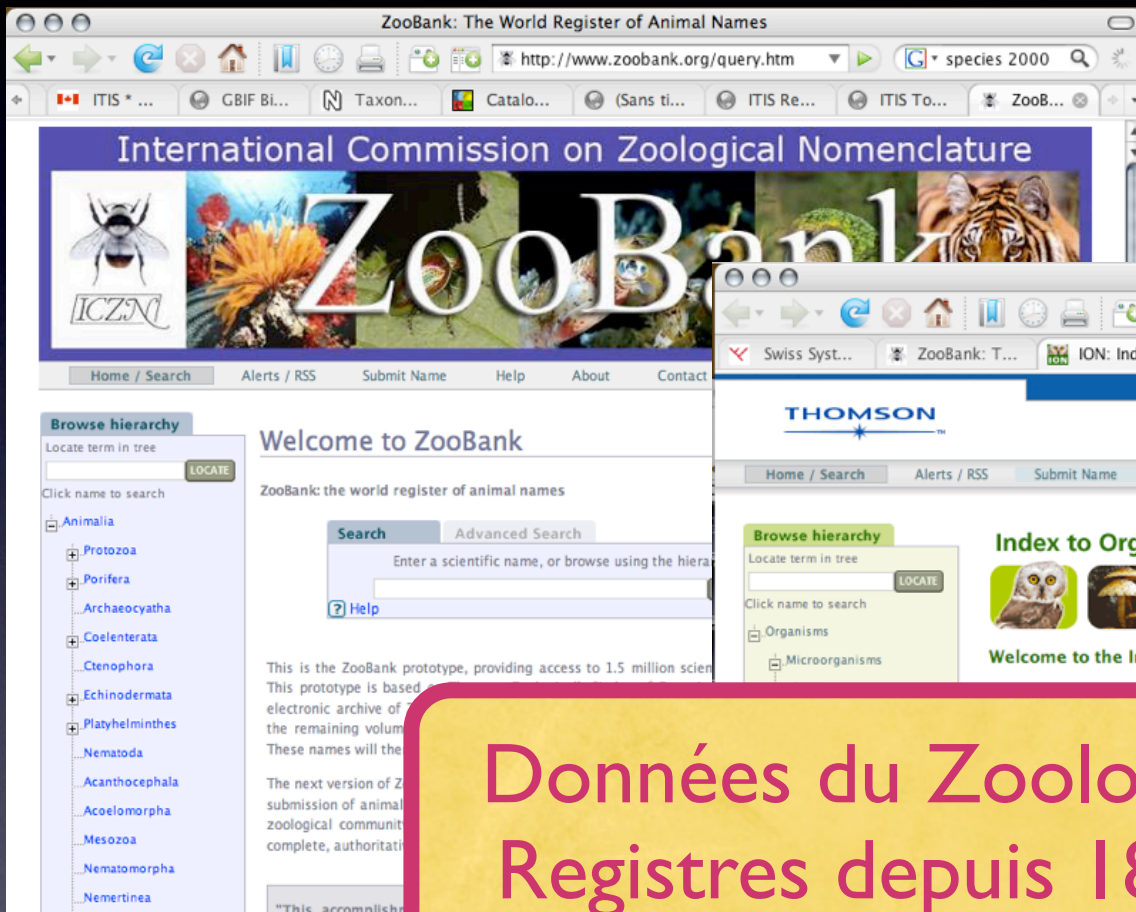 ZooBank: The World Register of Animal Names
http://www.zoobank.org/query.htm
species 2000
ITIS * ...
GBIF Bi...
Taxon...
Catalo...
(Sans ti...
ITIS Re...
ITIS To...
ZooB...
International Commission on Zoological Nomenclature
ZooBank
ICZN
Home / Search
Alerts / RSS
Submit Name
Help
About
Contact
Browse hierarchy
Locate term in tree
LOCATE
Click name to search
Animalia
Protozoa
Porifera
Archaeocyatha
Coelenterata
Ctenophora
Echinodermata
Platyhelminthes
Nematoda
Acanthocephala
Acoelomorpha
Mesozoa
Nematomorpha
Nemertinea
Welcome to ZooBank
ZooBank: the world register of animal names
Search
Advanced Search
Enter a scientific name, or browse using the hiera
? Help
This is the ZooBank prototype, providing access to 1.5 million scien
This prototype is based
electronic archive of
the remaining volum
These names will the
The next version of Z
submission of animal
zoological communit
complete, authoritati
"This accomplishm
Swiss Syst...
ZooBank: T...
ION: Ind
THOMSON
Home / Search
Alerts / RSS
Submit Name
Browse hierarchy
Locate term in tree
LOCATE
Click name to search
Organisms
Microorganisms
Index to Org
Welcome to the I
Données du Zoolo
Registres depuis 18